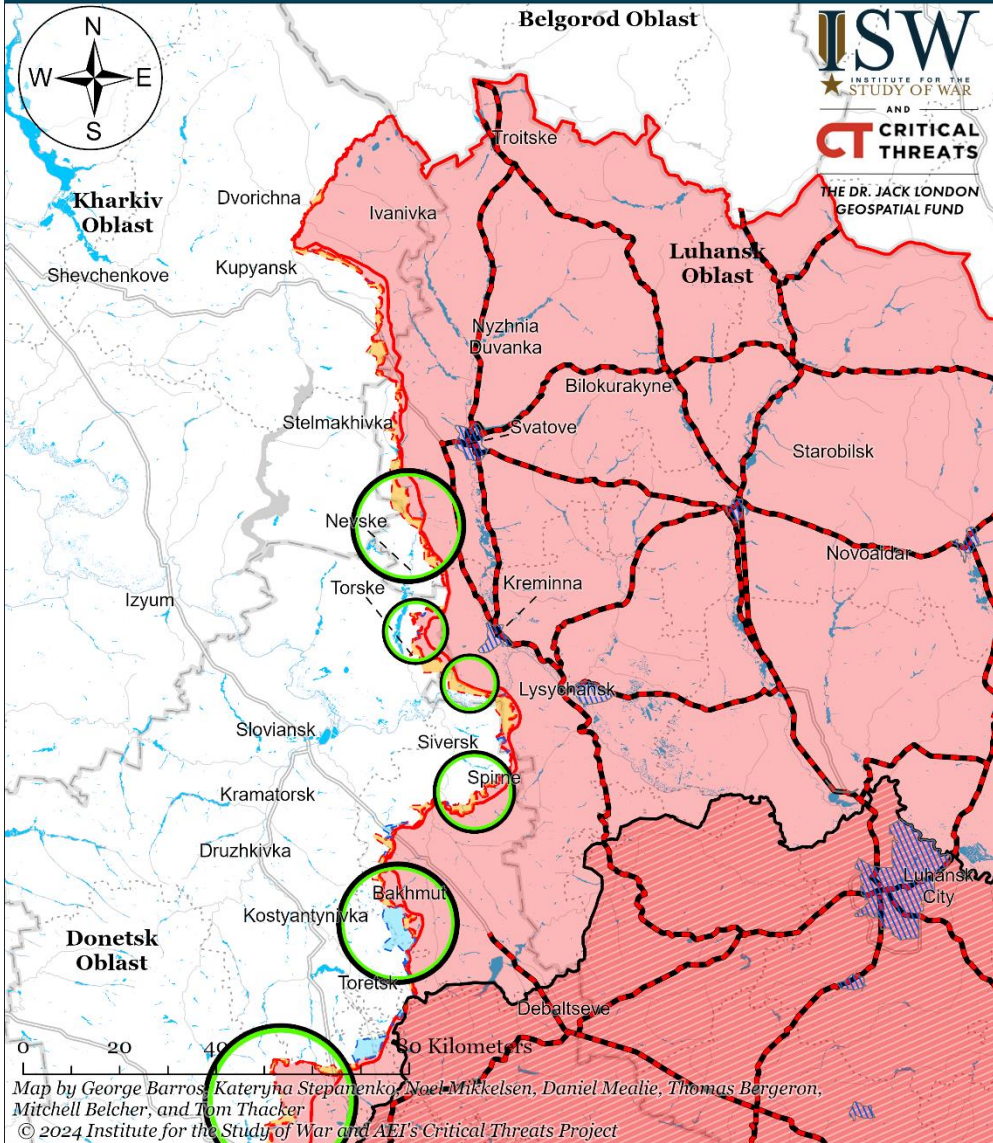 Belgorod Oblast
N
W
E
S
ISW
INSTITUTE FOR THE
STUDY OF WAR
AND
CT CRITICAL
THREATS
THE DR. JACK LONDON
GEOSPATIAL FUND
Troitske
Dvorichna
Kharkiv
Oblast
Ivanivka
Luhansk
Oblast
Shevchenkove
Kupyansk
Nyzhnia
Duvanka
Bilokurakyne
Stelmakhivka
Svatove
Starobilsk
Nevske
Novoaidar
Torske
Kreminna
Izyum
Lysychansk
Sloviansk
Siversk
Spirne
Kramatorsk
Druzhkivka
Luhansk
City
Bakhmut
Kostyantynivka
Donetsk
Oblast
Toretsk
Debaltseve
0 20 40 80 Kilometers
Map by George Barros, Kateryna Stepanenko, Noel Mikkelsen, Daniel Mealie, Thomas Bergeron,
Mitchell Belcher, and Tom Thacker
© 2024 Institute for the Study of War and AEI's Critical Threats Project